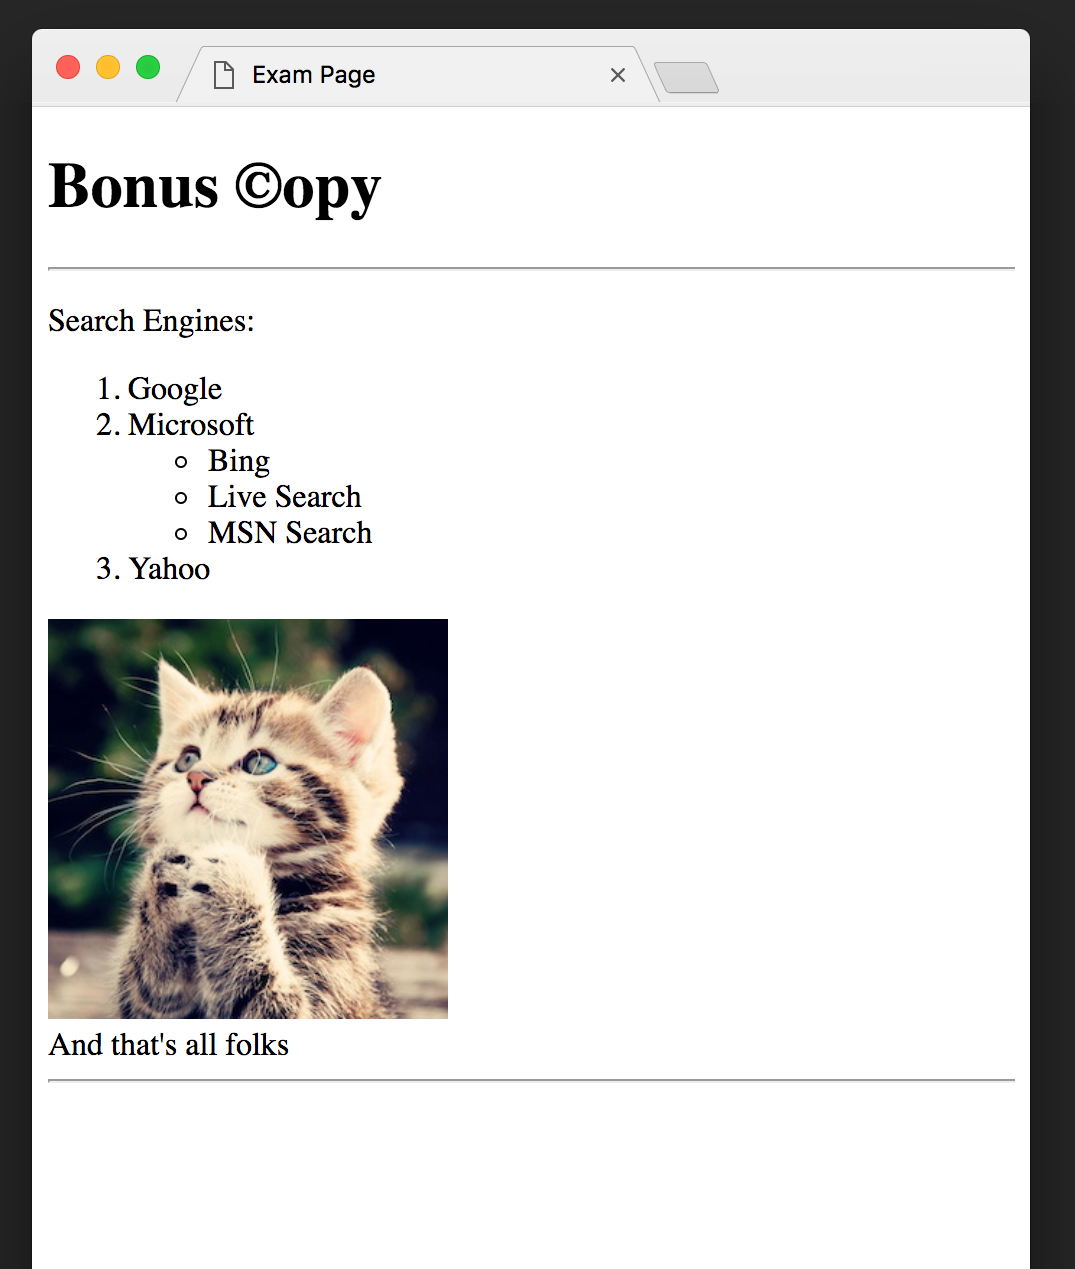 Exam Page
Bonus ©opy
Search Engines:
1. Google
2. Microsoft
Bing
Live Search
MSN Search
3. Yahoo
And that's all folks